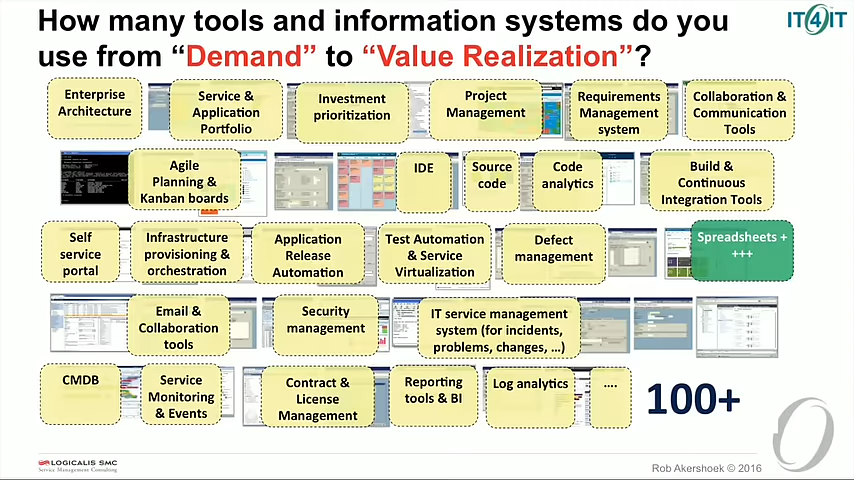 How many tools and information systems do you
use from “Demand” to “Value Realization”?
IT4IT
Enterprise
Architecture
Service &
Application
Portfolio
Investment
prioritization
Project
Management
Requirements
Management
system
Collaboration &
Communication
Tools
Agile
Planning &
Kanban boards
IDE
Source
code
Code
analytics
Build &
Continuous
Integration Tools
Self
service
portal
Infrastructure
provisioning &
orchestration
Application
Release
Automation
Test Automation
& Service
Virtualization
Defect
management
Spreadsheets +
+++
Email &
Collaboration
tools
Security
management
IT service management
system (for incidents,
problems, changes, …)
CMDB
Service
Monitoring
& Events
Contract &
License
Management
Reporting
tools & BI
Log analytics
....
100+
LOGICALIS SMC
Service Management Consulting
Rob Akershoek © 2016